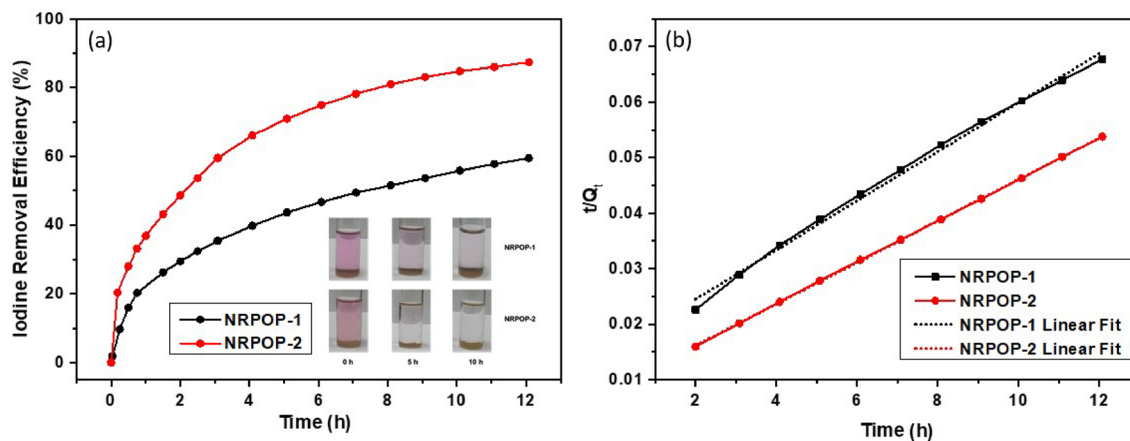 (a)
Iodine Removal Efficiency (%)
100
80
60
40
20
0
0 2 4 6 8 10 12
Time (h)
NRPOP-1
NRPOP-2
NRPOP-1
NRPOP-2
0 h 5 h 10 h
(b)
t/Qt
0.07
0.06
0.05
0.04
0.03
0.02
0.01
2 4 6 8 10 12
Time (h)
NRPOP-1
NRPOP-2
NRPOP-1 Linear Fit
NRPOP-2 Linear Fit